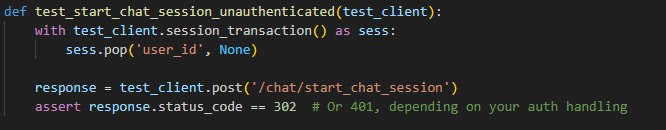 def test_start_chat_session_unauthenticated(test_client):
    with test_client.session_transaction() as sess:
        sess.pop('user_id', None)
    response = test_client.post('/chat/start_chat_session')
    assert response.status_code == 302  # Or 401, depending on your auth handling